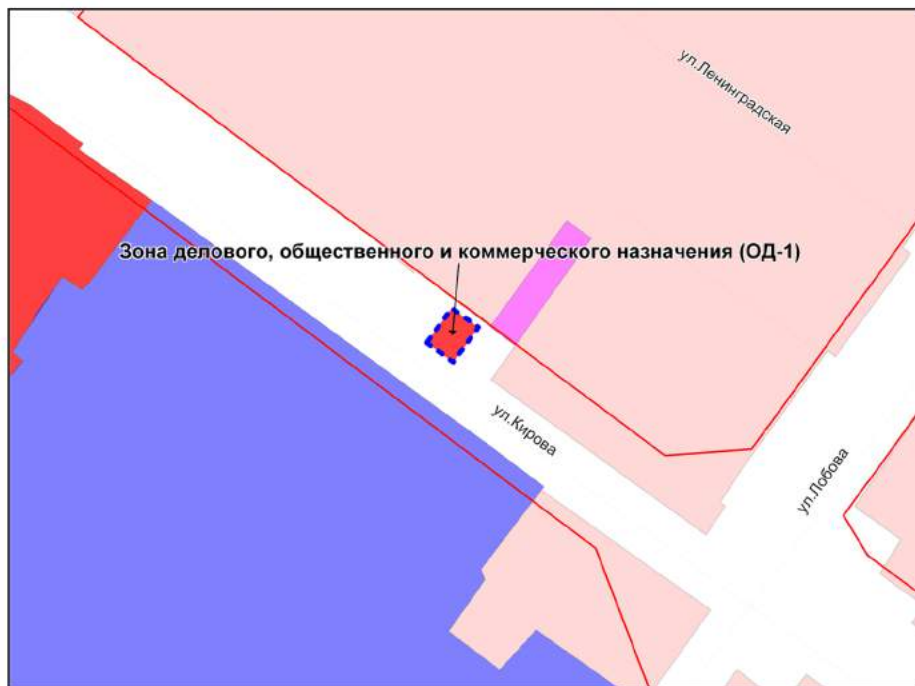 ул.Ленинградская
Зона делового, общественного и коммерческого назначения (ОД-1)
ул.Кирова
ул.Лобова